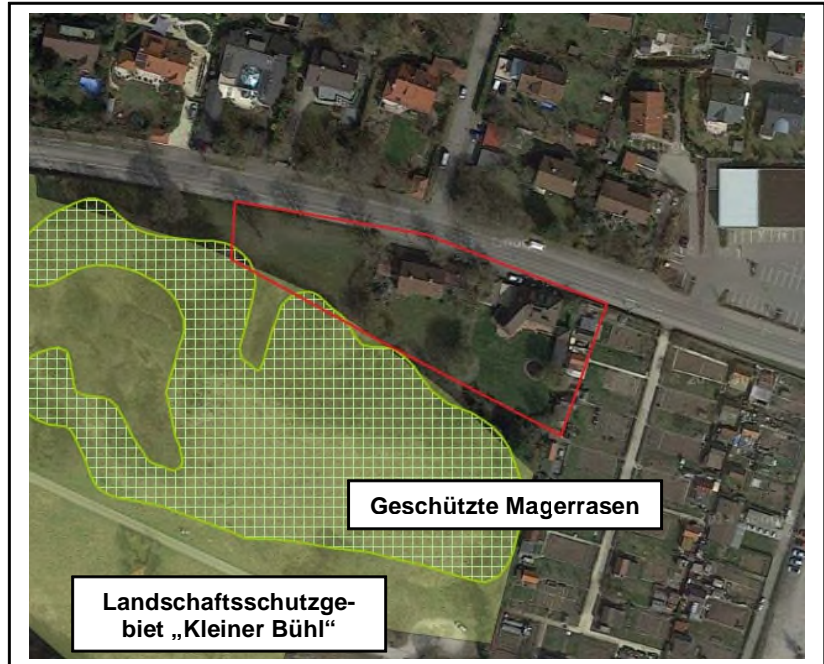 Geschützte Magerrasen
Landschaftsschutzge-
biet „Kleiner Bühl“